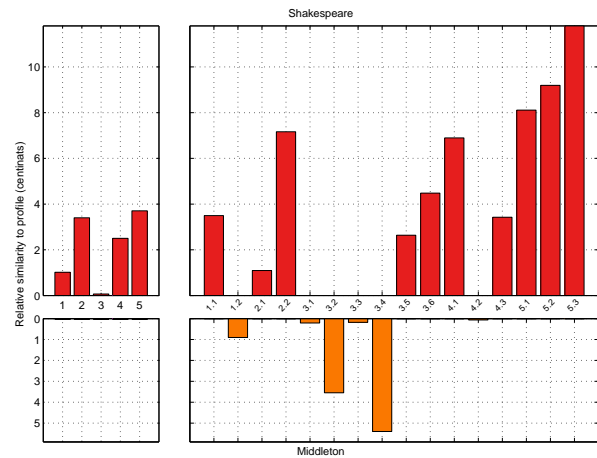 Shakespeare
Relative similarity to profile (centinats)
10
8
6
4
2
0
1 2 3 4 5
1.1 1.2 2.1 2.2 3.1 3.2 3.3 3.4 3.5 3.6 4.1 4.2 4.3 5.1 5.2 5.3
0
1
2
3
4
5
Middleton